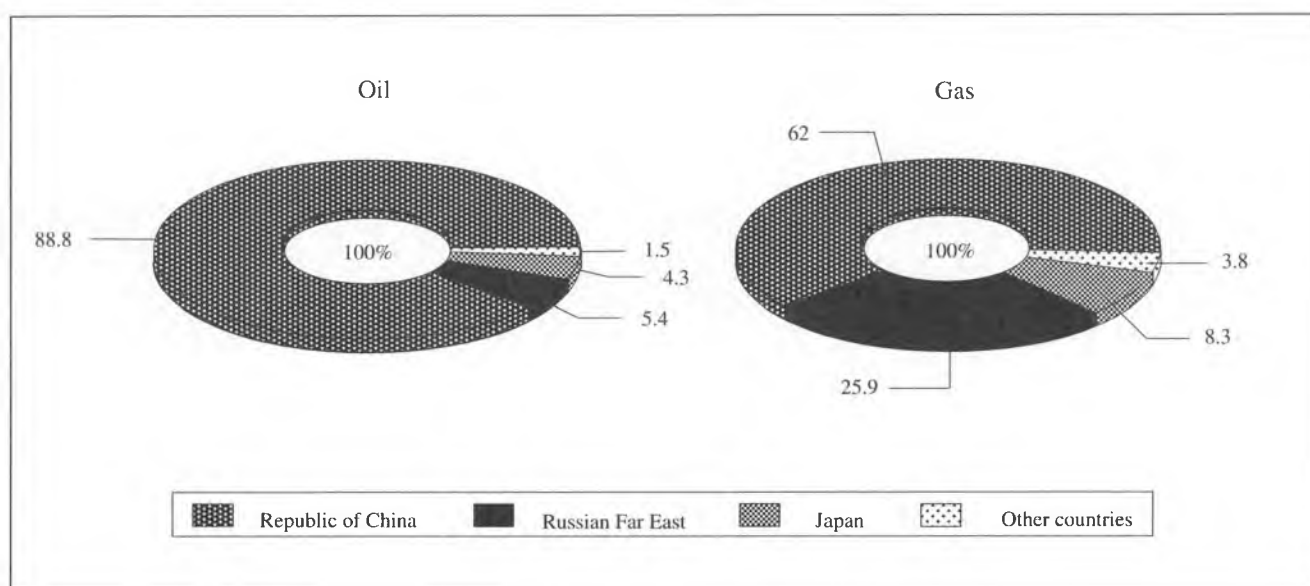 Oil
Gas
62
88.8
100%
100%
1.5
3.8
4.3
5.4
8.3
25.9
Republic of China
Russian Far East
Japan
Other countries